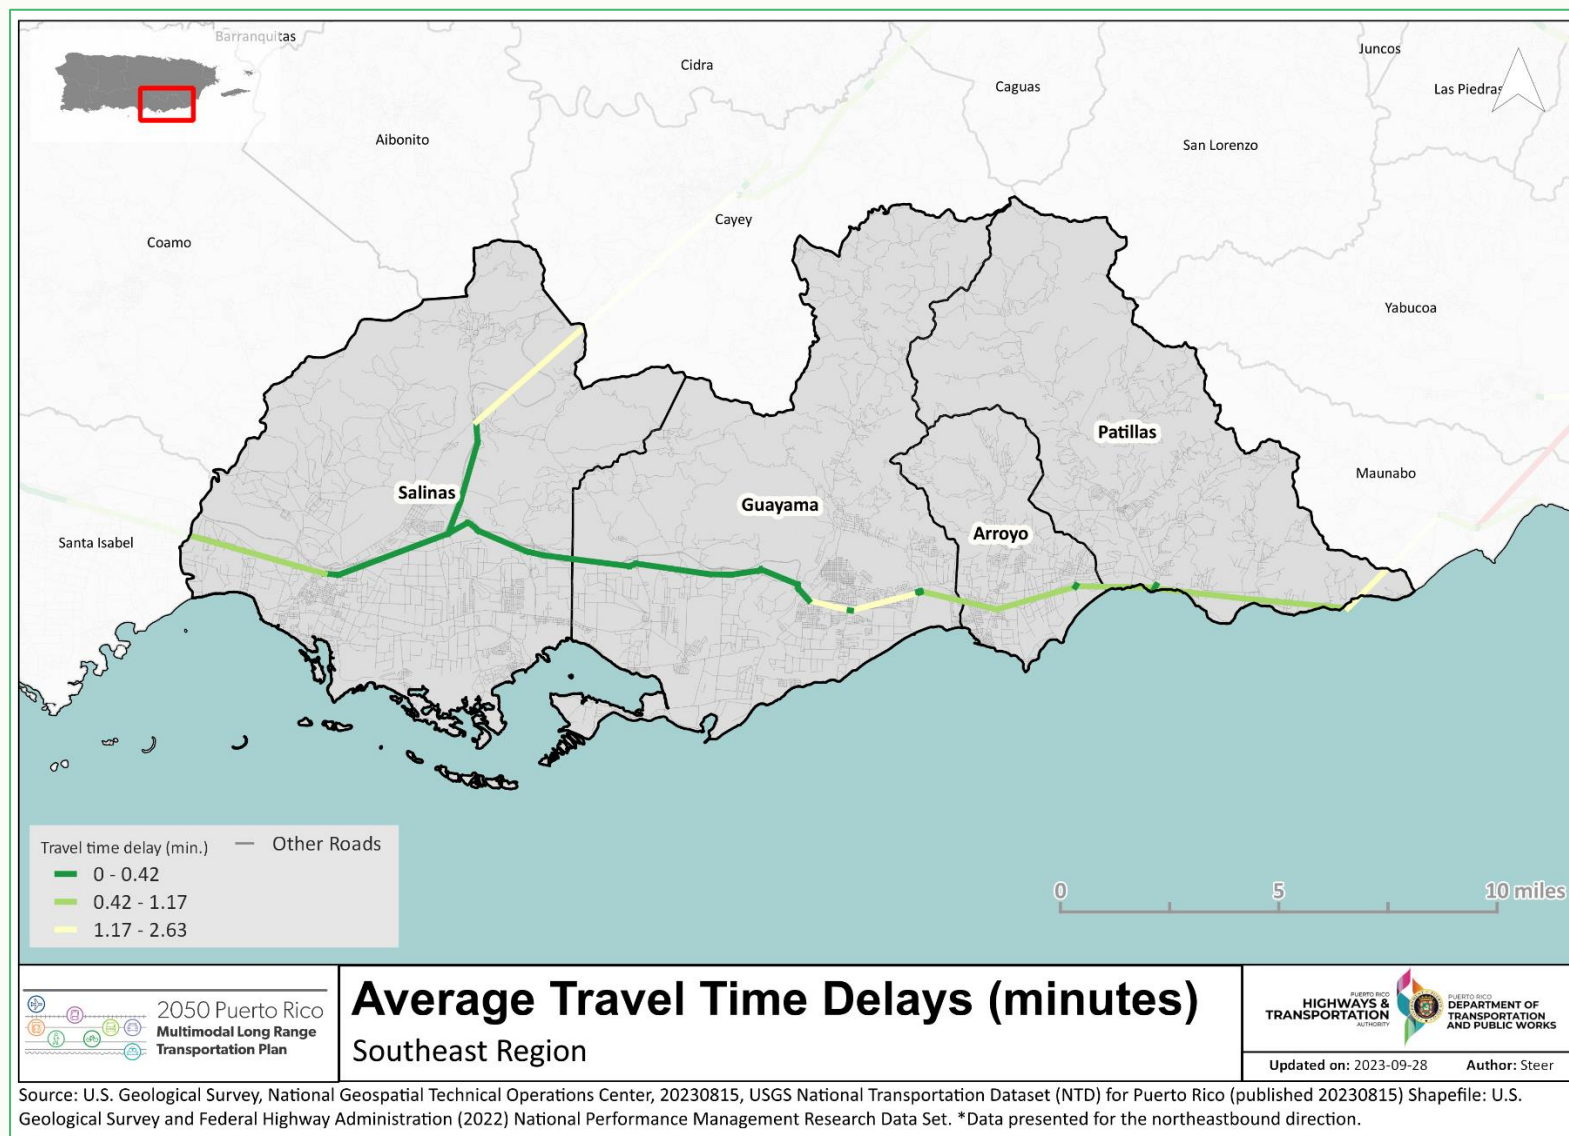 Barranquitas
Juncos
Cidra
Caguas
Las Piedras
Aibonito
San Lorenzo
Cayey
Coamo
Yabucoa
Patillas
Maunabo
Salinas
Guayama
Arroyo
Santa Isabel
Travel time delay (min.)
Other Roads
0 - 0.42
0.42 - 1.17
1.17 - 2.63
0 5 10 miles
2050 Puerto Rico
Multimodal Long Range
Transportation Plan
Average Travel Time Delays (minutes)
Southeast Region
PUERTO RICO
HIGHWAYS &
TRANSPORTATION
AUTHORITY
PUERTO RICO
DEPARTMENT OF
TRANSPORTATION
AND PUBLIC WORKS
Updated on: 2023-09-28 Author: Steer
Source: U.S. Geological Survey, National Geospatial Technical Operations Center, 20230815, USGS National Transportation Dataset (NTD) for Puerto Rico (published 20230815) Shapefile: U.S.
Geological Survey and Federal Highway Administration (2022) National Performance Management Research Data Set. *Data presented for the northeastbound direction.